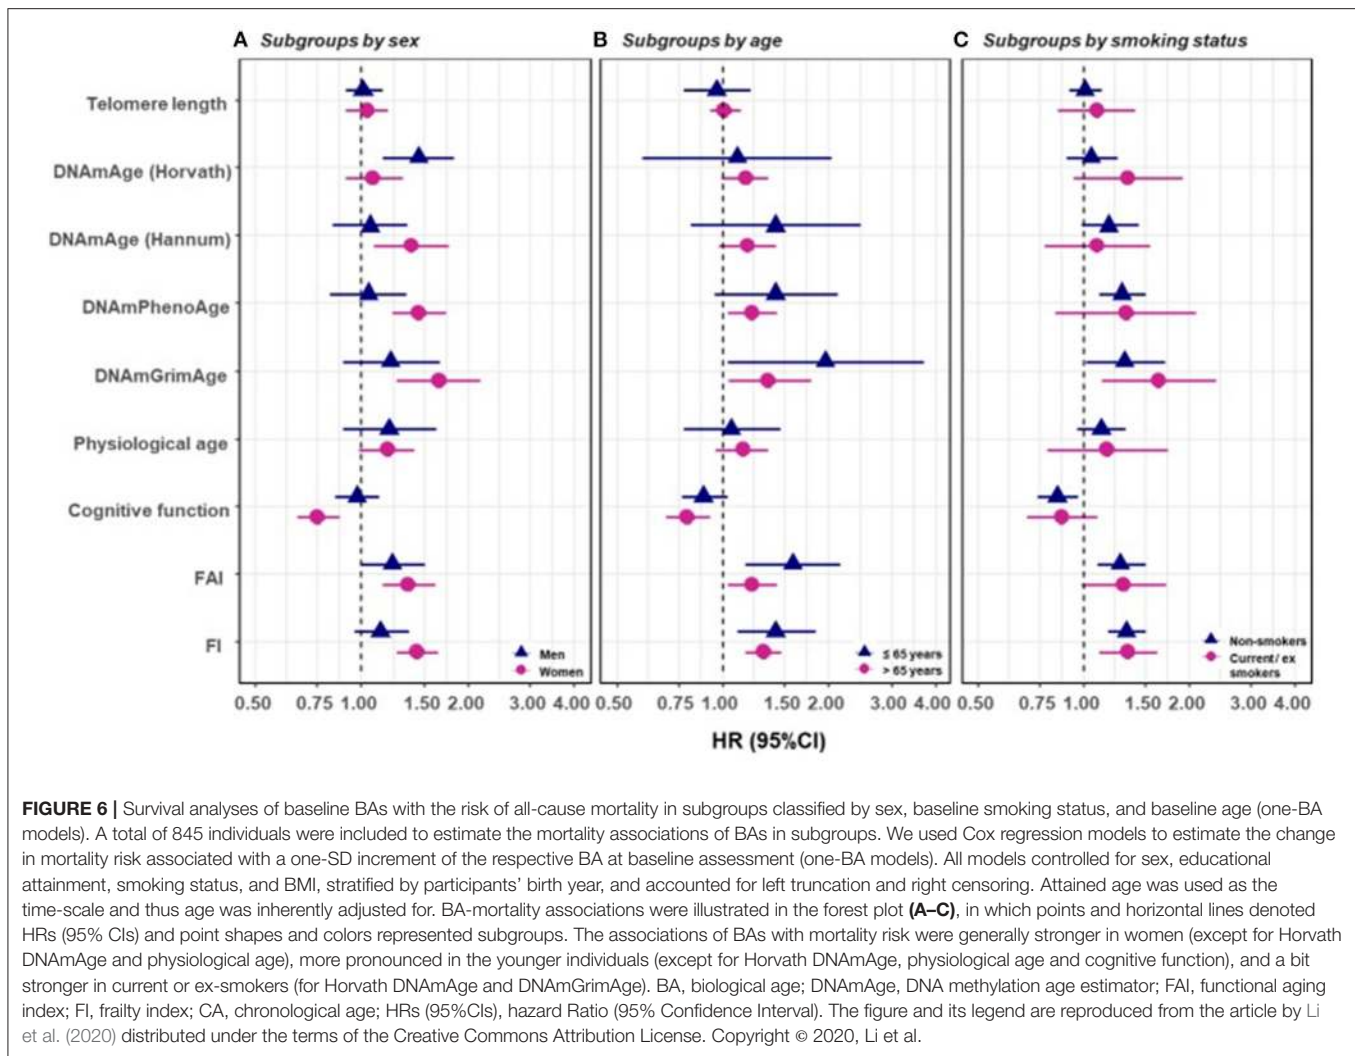 A Subgroups by sex
B Subgroups by age
C Subgroups by smoking status
Telomere length
DNAmAge (Horvath)
DNAmAge (Hannum)
DNAmPhenoAge
DNAmGrimAge
Physiological age
Cognitive function
FAI
FI
Men
Women
≤ 65 years
> 65 years
Non-smokers
Current/ ex
smokers
0.50 0.75 1.00 1.50 2.00 3.00 4.00
0.50 0.75 1.00 1.50 2.00 3.00 4.00
0.50 0.75 1.00 1.50 2.00 3.00 4.00
HR (95%CI)
FIGURE 6 | Survival analyses of baseline BAs with the risk of all-cause mortality in subgroups classified by sex, baseline smoking status, and baseline age (one-BA
models). A total of 845 individuals were included to estimate the mortality associations of BAs in subgroups. We used Cox regression models to estimate the change
in mortality risk associated with a one-SD increment of the respective BA at baseline assessment (one-BA models). All models controlled for sex, educational
attainment, smoking status, and BMI, stratified by participants' birth year, and accounted for left truncation and right censoring. Attained age was used as the
time-scale and thus age was inherently adjusted for. BA-mortality associations were illustrated in the forest plot (A–C), in which points and horizontal lines denoted
HRs (95% CIs) and point shapes and colors represented subgroups. The associations of BAs with mortality risk were generally stronger in women (except for Horvath
DNAmAge and physiological age), more pronounced in the younger individuals (except for Horvath DNAmAge, physiological age and cognitive function), and a bit
stronger in current or ex-smokers (for Horvath DNAmAge and DNAmGrimAge). BA, biological age; DNAmAge, DNA methylation age estimator; FAI, functional aging
index; FI, frailty index; CA, chronological age; HRs (95%CIs), hazard Ratio (95% Confidence Interval). The figure and its legend are reproduced from the article by Li
et al. (2020) distributed under the terms of the Creative Commons Attribution License. Copyright © 2020, Li et al.